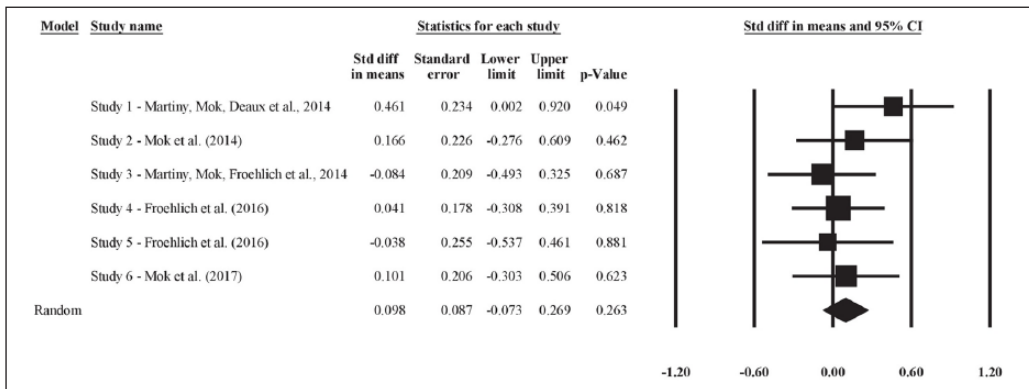 Model Study name Statistics for each study Std diff in means and 95% CI
Std diff Standard Lower Upper
in means error limit limit p-Value
Study 1 - Martiny, Mok, Deaux et al., 2014 0.461 0.234 0.002 0.920 0.049
Study 2 - Mok et al. (2014) 0.166 0.226 -0.276 0.609 0.462
Study 3 - Martiny, Mok, Froehlich et al., 2014 -0.084 0.209 -0.493 0.325 0.687
Study 4 - Froehlich et al. (2016) 0.041 0.178 -0.308 0.391 0.818
Study 5 - Froehlich et al. (2016) -0.038 0.255 -0.537 0.461 0.881
Study 6 - Mok et al. (2017) 0.101 0.206 -0.303 0.506 0.623
Random 0.098 0.087 -0.073 0.269 0.263
-1.20 -0.60 0.00 0.60 1.20